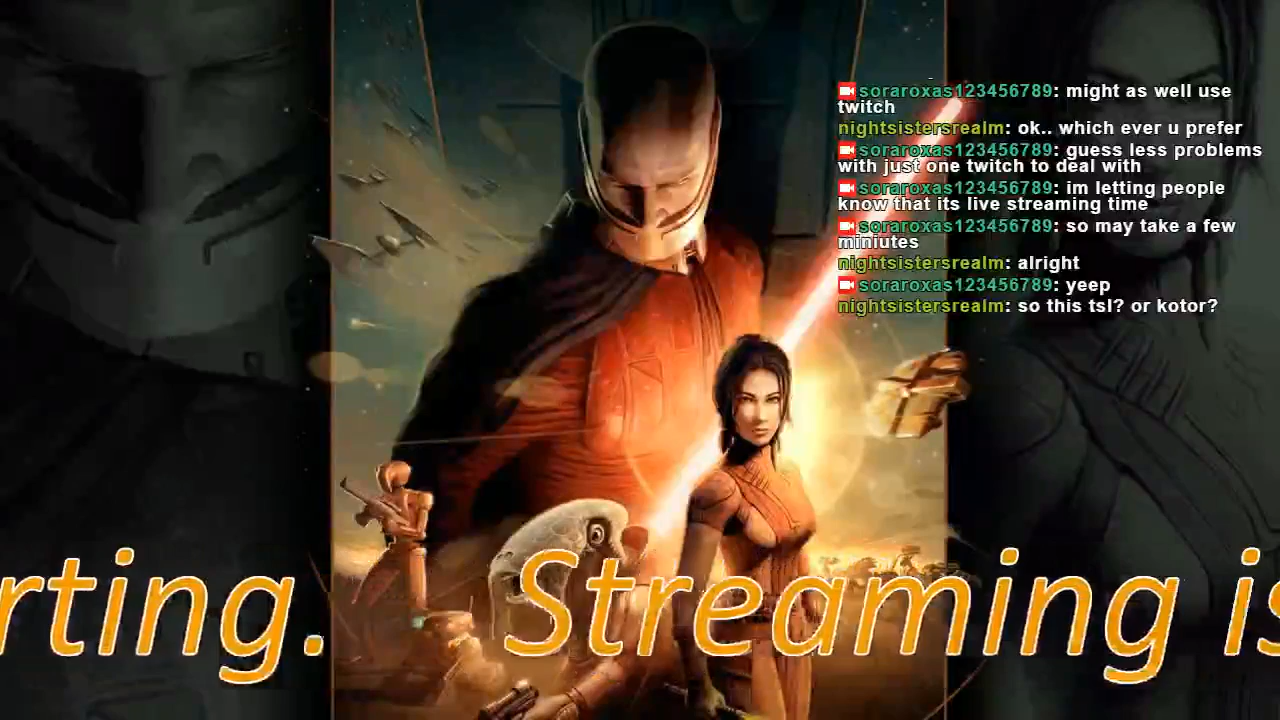 soraroxas123456789: might as well use
twitch
nightsistersrealm: ok.. which ever u prefer
soraroxas123456789: guess less problems
with just one twitch to deal with
soraroxas123456789: im letting people
know that its live streaming time
soraroxas123456789: so may take a few
miniutes
nightsistersrealm: alright
soraroxas123456789: yeep
nightsistersrealm: so this tsl? or kotor?
rting. Streaming is